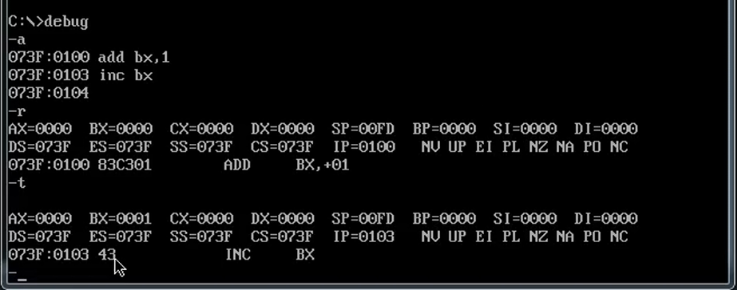 C:\>debug
-a
073F:0100 add bx,1
073F:0103 inc bx
073F:0104
-r
AX=0000 BX=0000 CX=0000 DX=0000 SP=00FD BP=0000 SI=0000 DI=0000
DS=073F ES=073F SS=073F CS=073F IP=0100 NV UP EI PL NZ NA PO NC
073F:0100 83C301 ADD BX,+01
-t
AX=0000 BX=0001 CX=0000 DX=0000 SP=00FD BP=0000 SI=0000 DI=0000
DS=073F ES=073F SS=073F CS=073F IP=0103 NV UP EI PL NZ NA PO NC
073F:0103 43 INC BX
-_